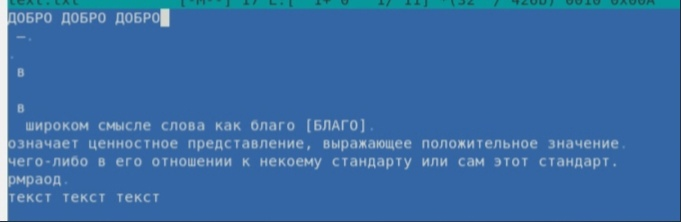 text.txt [-M--] 17 L:[ 1+ 0 1/ 11] *(32 / 426b) 0010 0x00A
ДОБРО ДОБРО ДОБРО
—.
.
в
в
широком смысле слова как благо [БЛАГО].
означает ценностное представление, выражающее положительное значение.
чего-либо в его отношении к некоему стандарту или сам этот стандарт.
рмраод.
текст текст текст